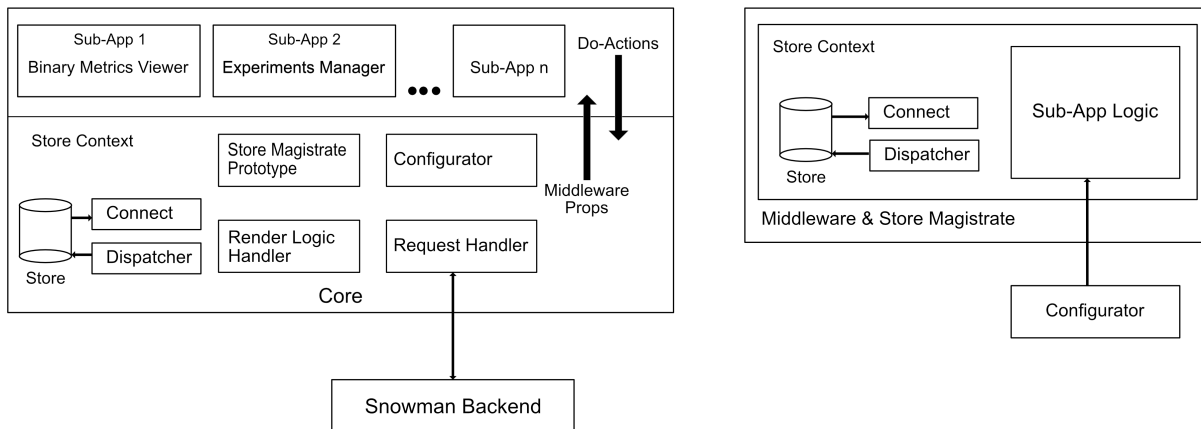 Sub-App 1
Binary Metrics Viewer
Sub-App 2
Experiments Manager
Sub-App n
Do-Actions
Store Context
Store Magistrate
Prototype
Configurator
Middleware
Props
Connect
Dispatcher
Store
Render Logic
Handler
Request Handler
Core
Snowman Backend
Store Context
Connect
Dispatcher
Store
Sub-App Logic
Middleware & Store Magistrate
Configurator